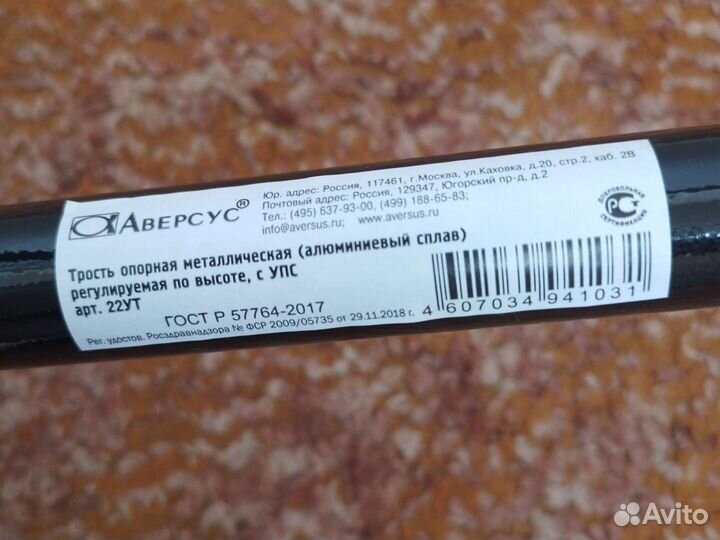 АВЕРСУС®
Юр. адрес: Россия, 117461, г.Москва, ул.Каховка, д.20, стр.2, каб. 2В
Почтовый адрес: Россия, 129347, Югорский пр-д, д.2
Тел.: (495) 637-93-00, (499) 188-65-83;
info@aversus.ru; www.aversus.ru
ДОБРОВОЛЬНАЯ
РСТ
СЕРТИФИКАЦИЯ
Трость опорная металлическая (алюминиевый сплав)
регулируемая по высоте, с УПС
арт. 22УТ
ГОСТ Р 57764-2017
Рег. удостов. Росздравнадзора № ФСР 2009/05735 от 29.11.2018 г.
4 607034 941031
Avito